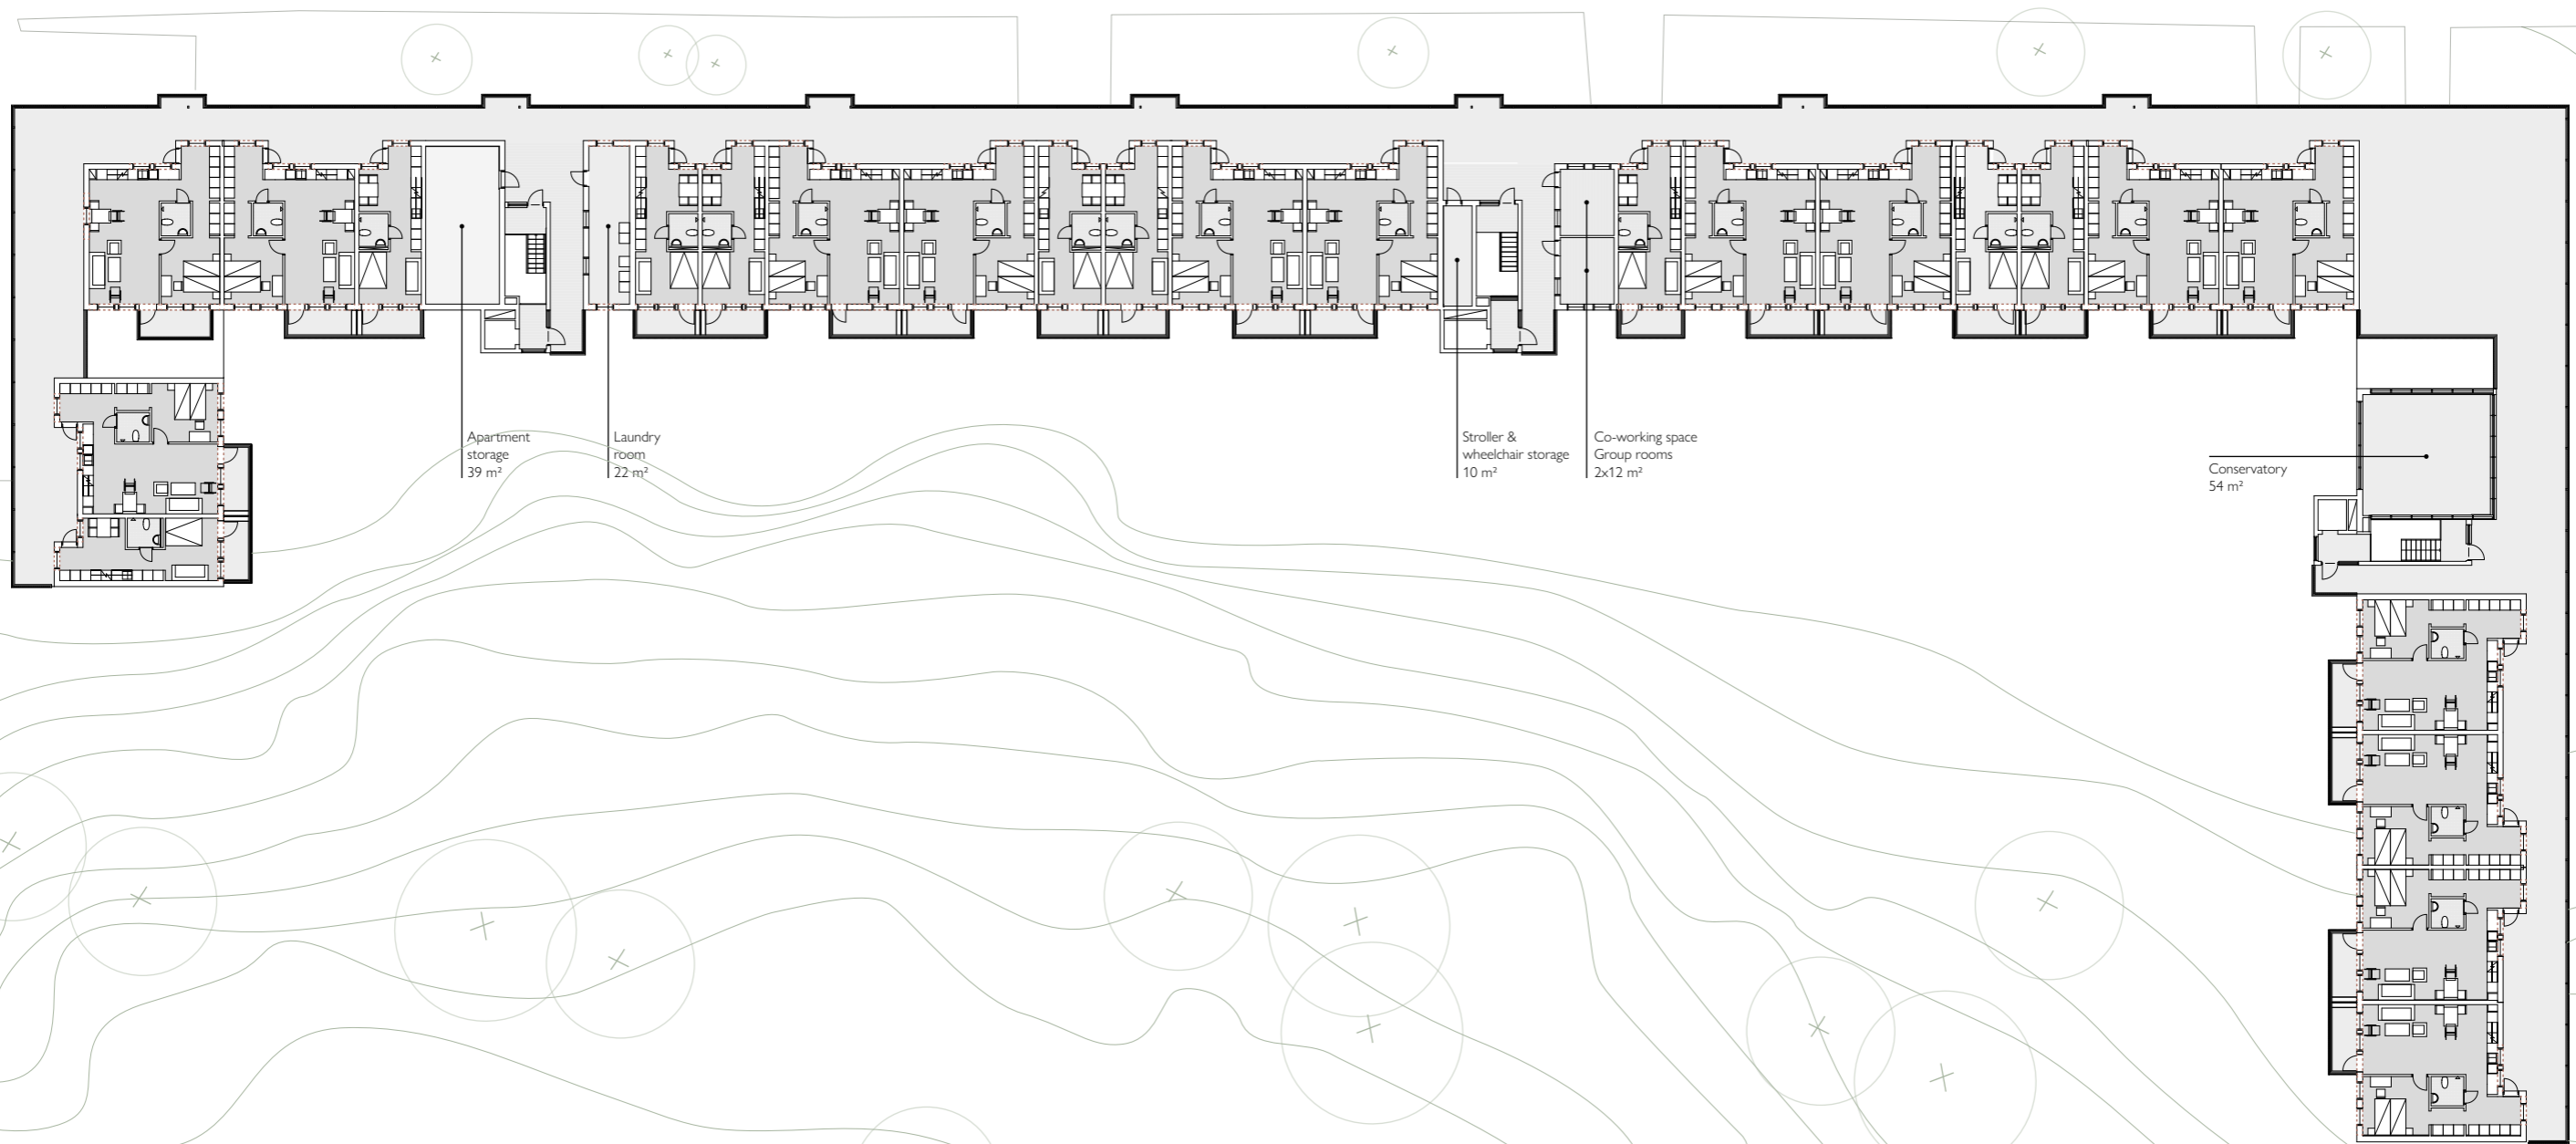 Apartment
storage
39 m²
Laundry
room
22 m²
Stroller &
wheelchair storage
10 m²
Co-working space
Group rooms
2x12 m²
Conservatory
54 m²